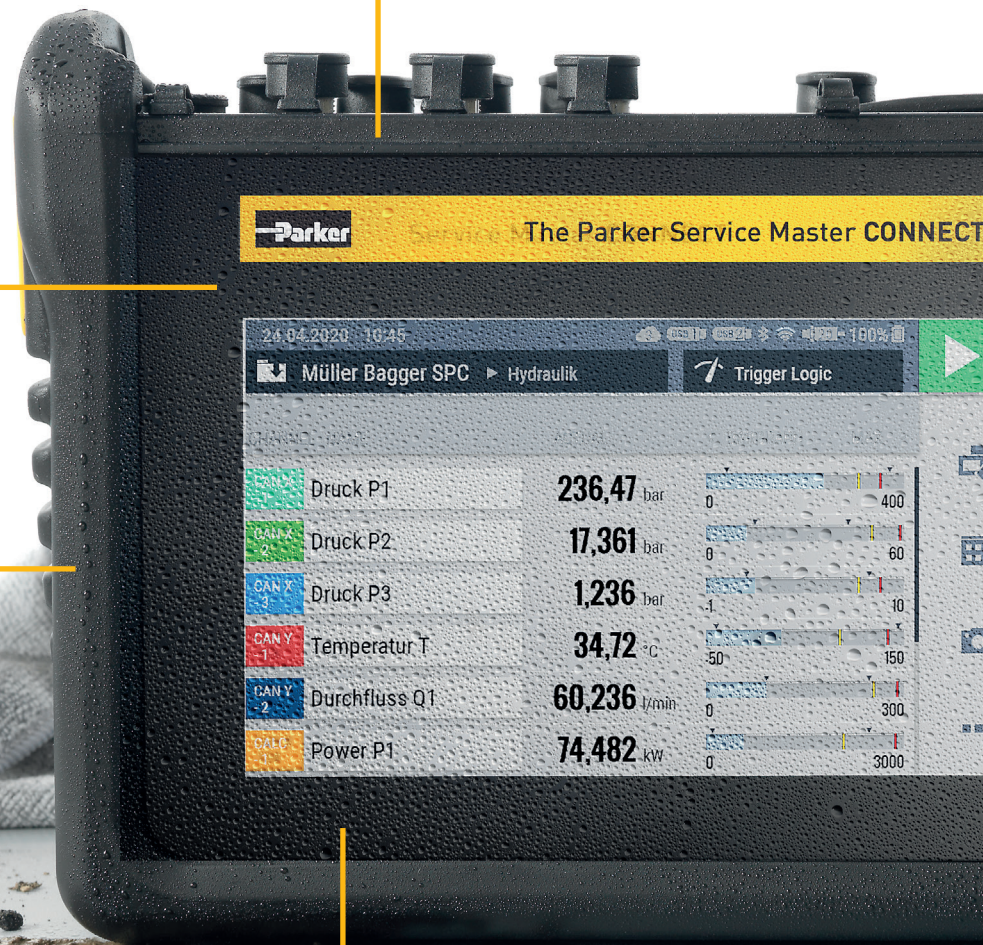 Parker
The Parker Service Master CONNECT
24.04.2020 10:45
100%
Müller Bagger SPC ▶ Hydraulik
Trigger Logic
Druck P1 236,47 bar 0 400
CAN X 2 Druck P2 17,361 bar 0 60
CAN X 3 Druck P3 1,236 bar -1 10
CAN Y 1 Temperatur T 34,72 °C -50 150
CAN Y 2 Durchfluss Q1 60,236 l/min 0 300
CALC 1 Power P1 74,482 kW 0 3000